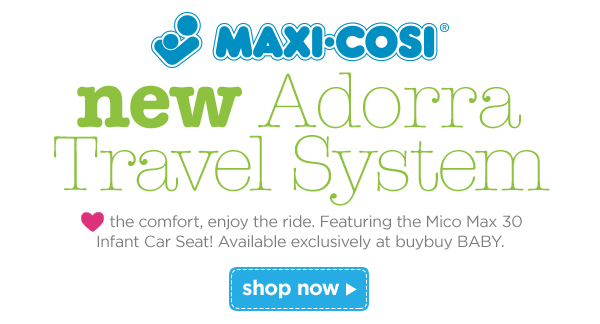 MAXI·COSI®
new Adorra
Travel System
the comfort, enjoy the ride. Featuring the Mico Max 30
Infant Car Seat! Available exclusively at buybuy BABY.
shop now